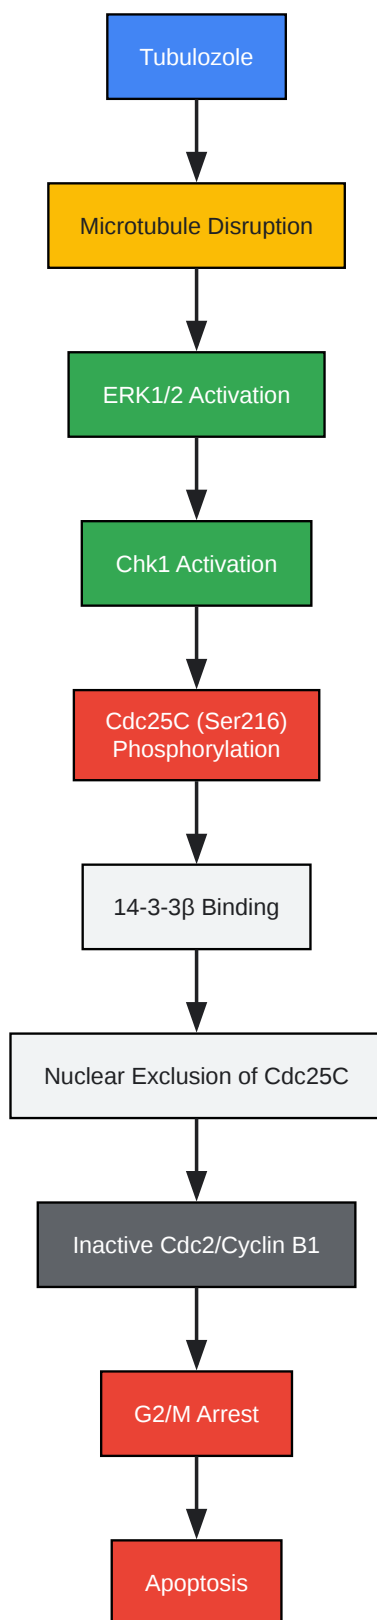 Tubulozole
Microtubule Disruption
ERK1/2 Activation
Chk1 Activation
Cdc25C (Ser216)
Phosphorylation
14-3-3β Binding
Nuclear Exclusion of Cdc25C
Inactive Cdc2/Cyclin B1
G2/M Arrest
Apoptosis